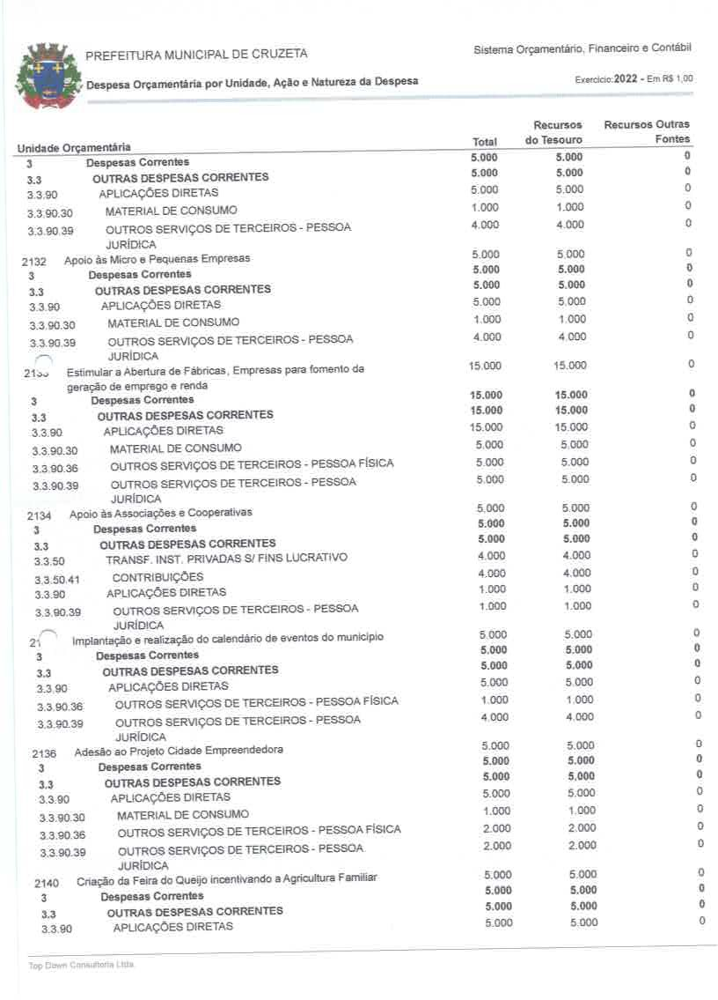 PREFEITURA MUNICIPAL DE CRUZETA
Sistema Orçamentário, Financeiro e Contábil
Despesa Orçamentária por Unidade, Ação e Natureza da Despesa
Exercício:2022 - Em R$ 1,00
Unidade Orçamentária Total Recursos do Tesouro Recursos Outras Fontes
3 Despesas Correntes 5.000 5.000 0
3.3 OUTRAS DESPESAS CORRENTES 5.000 5.000 0
3.3.90 APLICAÇÕES DIRETAS 5.000 5.000 0
3.3.90.30 MATERIAL DE CONSUMO 1.000 1.000 0
3.3.90.39 OUTROS SERVIÇOS DE TERCEIROS - PESSOA 4.000 4.000 0
JURÍDICA
2132 Apoio às Micro e Pequenas Empresas 5.000 5.000 0
3 Despesas Correntes 5.000 5.000 0
3.3 OUTRAS DESPESAS CORRENTES 5.000 5.000 0
3.3.90 APLICAÇÕES DIRETAS 5.000 5.000 0
3.3.90.30 MATERIAL DE CONSUMO 1.000 1.000 0
3.3.90.39 OUTROS SERVIÇOS DE TERCEIROS - PESSOA 4.000 4.000 0
JURÍDICA
Estimular a Abertura de Fábricas, Empresas para fomento da 15.000 15.000 0
geração de emprego e renda
3 Despesas Correntes 15.000 15.000 0
3.3 OUTRAS DESPESAS CORRENTES 15.000 15.000 0
3.3.90 APLICAÇÕES DIRETAS 15.000 15.000 0
3.3.90.30 MATERIAL DE CONSUMO 5.000 5.000 0
3.3.90.36 OUTROS SERVIÇOS DE TERCEIROS - PESSOA FÍSICA 5.000 5.000 0
3.3.90.39 OUTROS SERVIÇOS DE TERCEIROS - PESSOA 5.000 5.000 0
JURÍDICA
2134 Apoio às Associações e Cooperativas 5.000 5.000 0
3 Despesas Correntes 5.000 5.000 0
3.3 OUTRAS DESPESAS CORRENTES 5.000 5.000 0
3.3.50 TRANSF. INST. PRIVADAS S/ FINS LUCRATIVO 4.000 4.000 0
3.3.50.41 CONTRIBUIÇÕES 4.000 4.000 0
3.3.90 APLICAÇÕES DIRETAS 1.000 1.000 0
3.3.90.39 OUTROS SERVIÇOS DE TERCEIROS - PESSOA 1.000 1.000 0
JURÍDICA
Implantação e realização do calendário de eventos do município 5.000 5.000 0
3 Despesas Correntes 5.000 5.000 0
3.3 OUTRAS DESPESAS CORRENTES 5.000 5.000 0
3.3.90 APLICAÇÕES DIRETAS 5.000 5.000 0
3.3.90.36 OUTROS SERVIÇOS DE TERCEIROS - PESSOA FÍSICA 1.000 1.000 0
3.3.90.39 OUTROS SERVIÇOS DE TERCEIROS - PESSOA 4.000 4.000 0
JURÍDICA
2136 Adesão ao Projeto Cidade Empreendedora 5.000 5.000 0
3 Despesas Correntes 5.000 5.000 0
3.3 OUTRAS DESPESAS CORRENTES 5.000 5.000 0
3.3.90 APLICAÇÕES DIRETAS 5.000 5.000 0
3.3.90.30 MATERIAL DE CONSUMO 1.000 1.000 0
3.3.90.36 OUTROS SERVIÇOS DE TERCEIROS - PESSOA FÍSICA 2.000 2.000 0
3.3.90.39 OUTROS SERVIÇOS DE TERCEIROS - PESSOA 2.000 2.000 0
JURÍDICA
2140 Criação da Feira do Queijo incentivando a Agricultura Familiar 5.000 5.000 0
3 Despesas Correntes 5.000 5.000 0
3.3 OUTRAS DESPESAS CORRENTES 5.000 5.000 0
3.3.90 APLICAÇÕES DIRETAS 5.000 5.000 0
Top Down Consultoria Ltda.